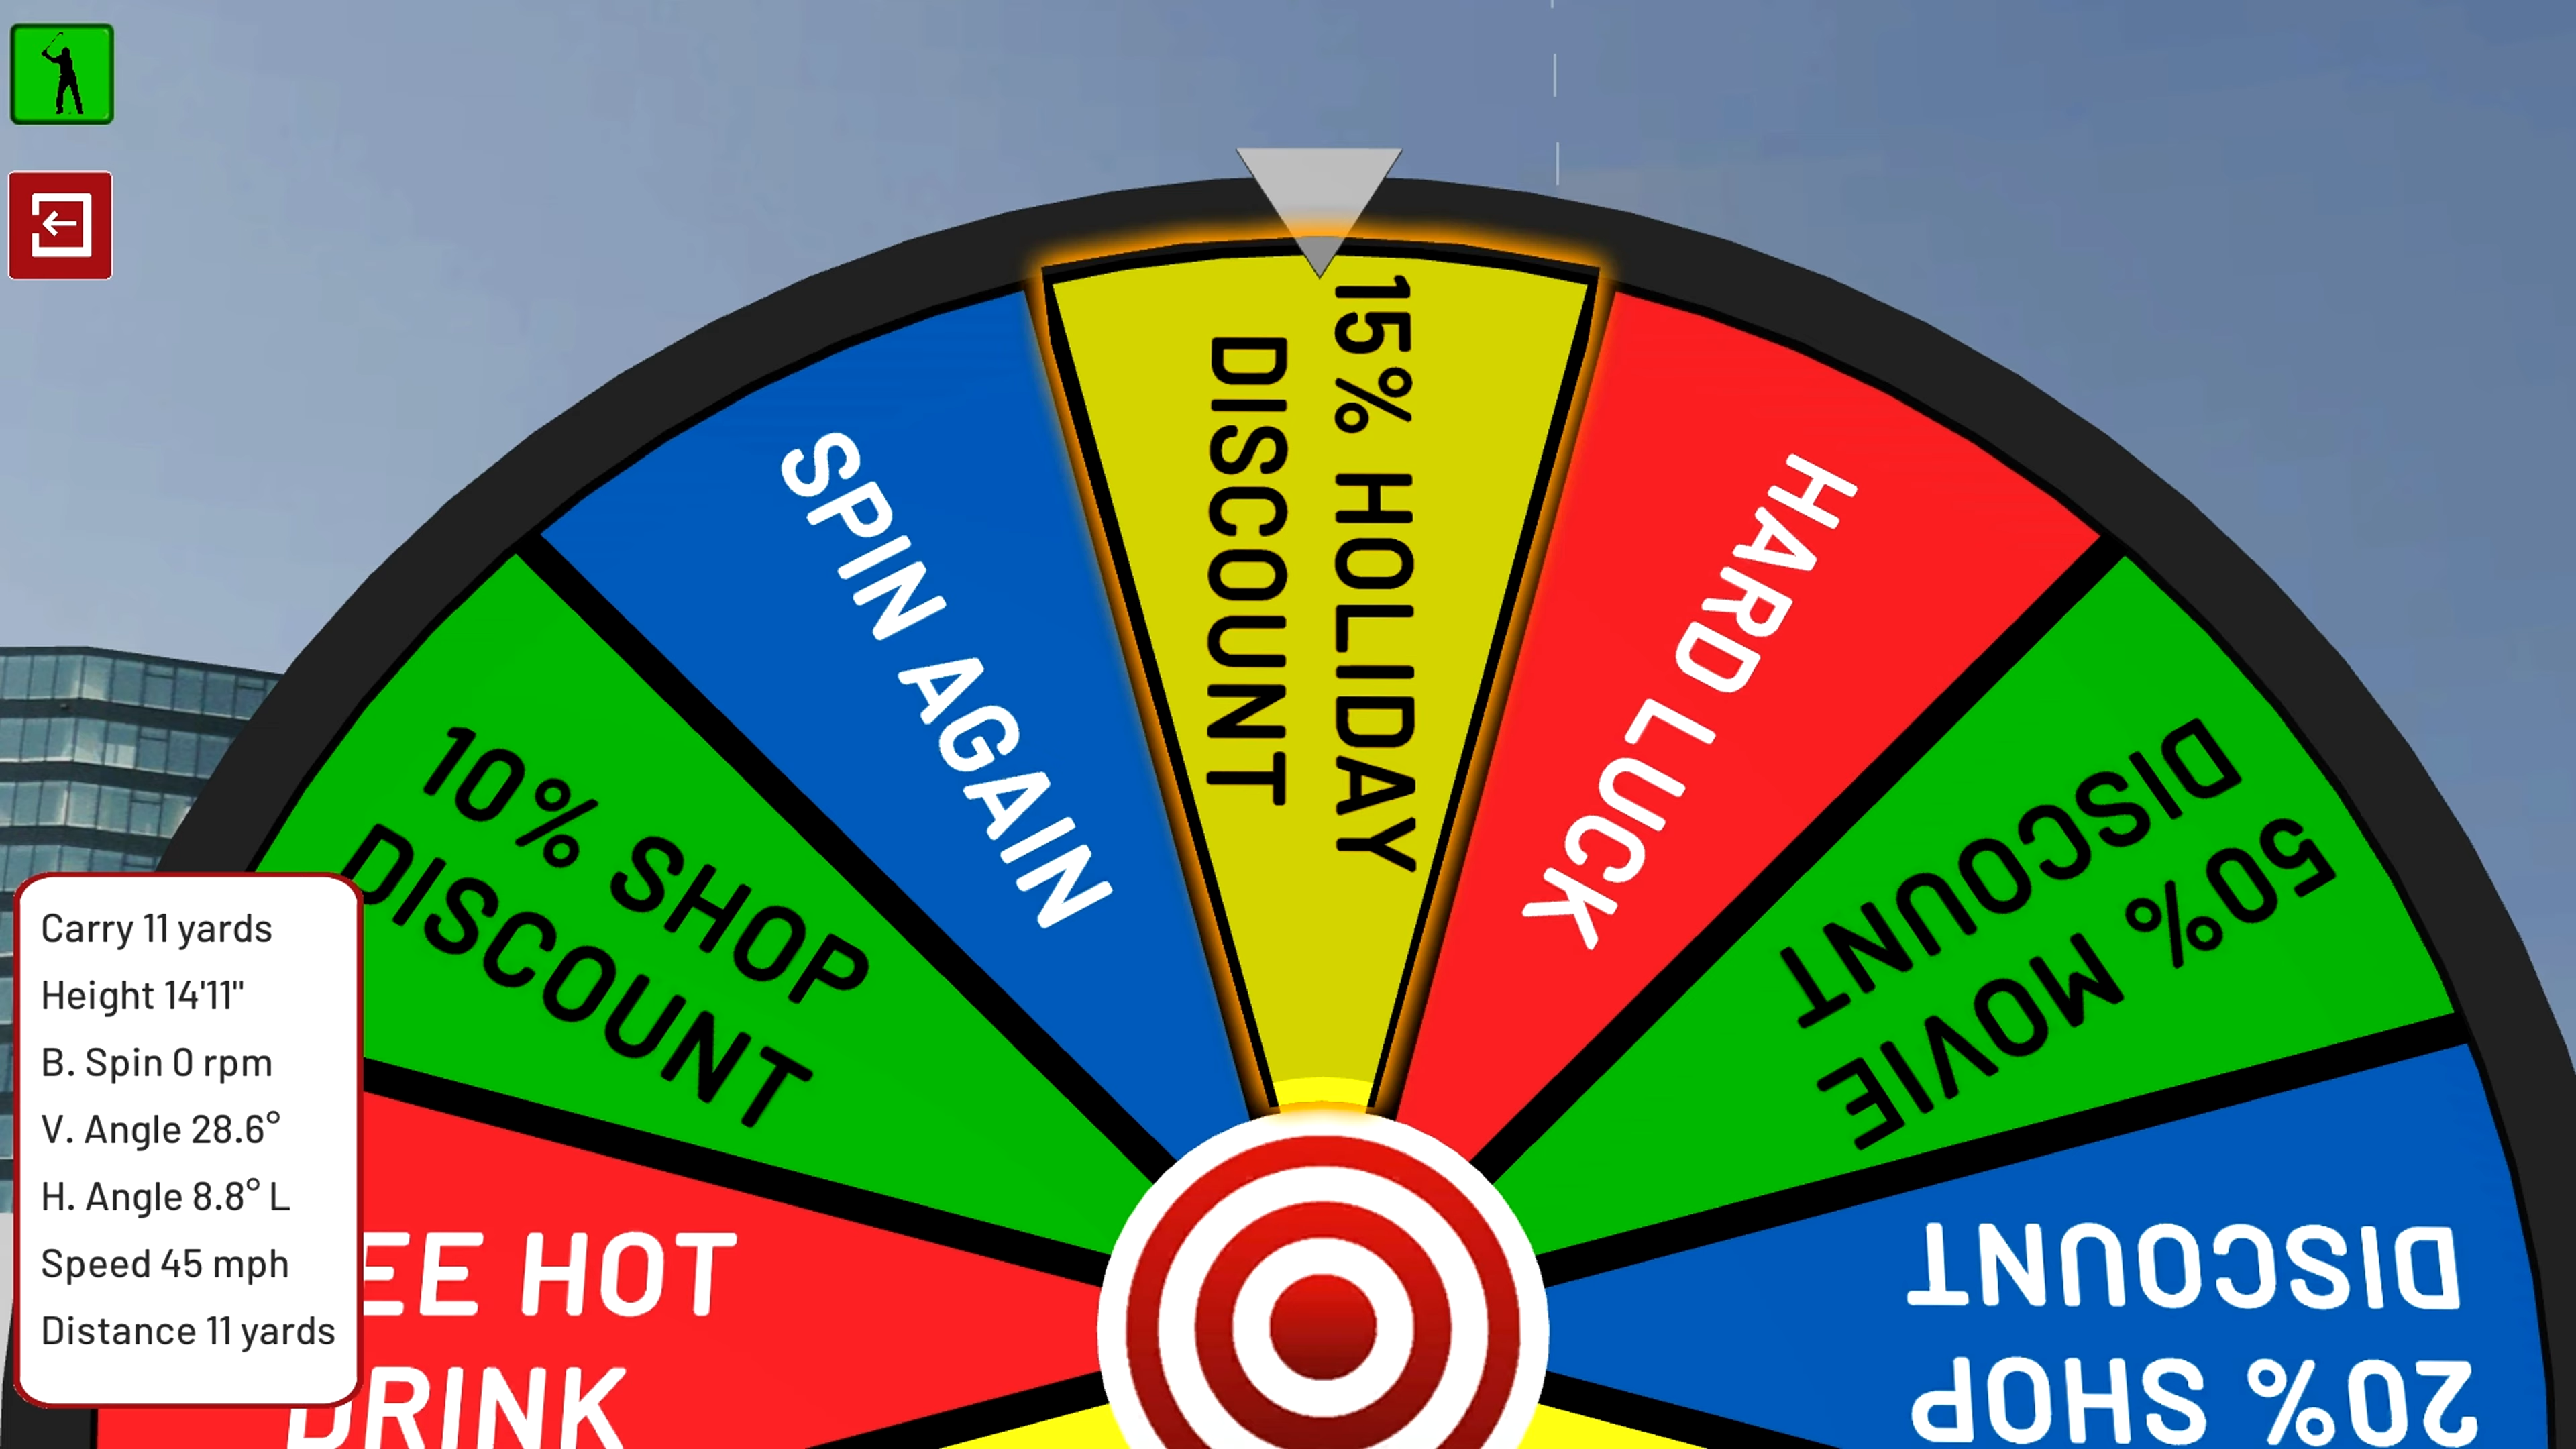 15% HOLIDAY
DISCOUNT
SPIN AGAIN
HARD LUCK
10% SHOP
DISCOUNT
50% MOVIE
DISCOUNT
EE HOT
DRINK
20% SHOP
DISCOUNT
Carry 11 yards
Height 14'11"
B. Spin 0 rpm
V. Angle 28.6°
H. Angle 8.8° L
Speed 45 mph
Distance 11 yards